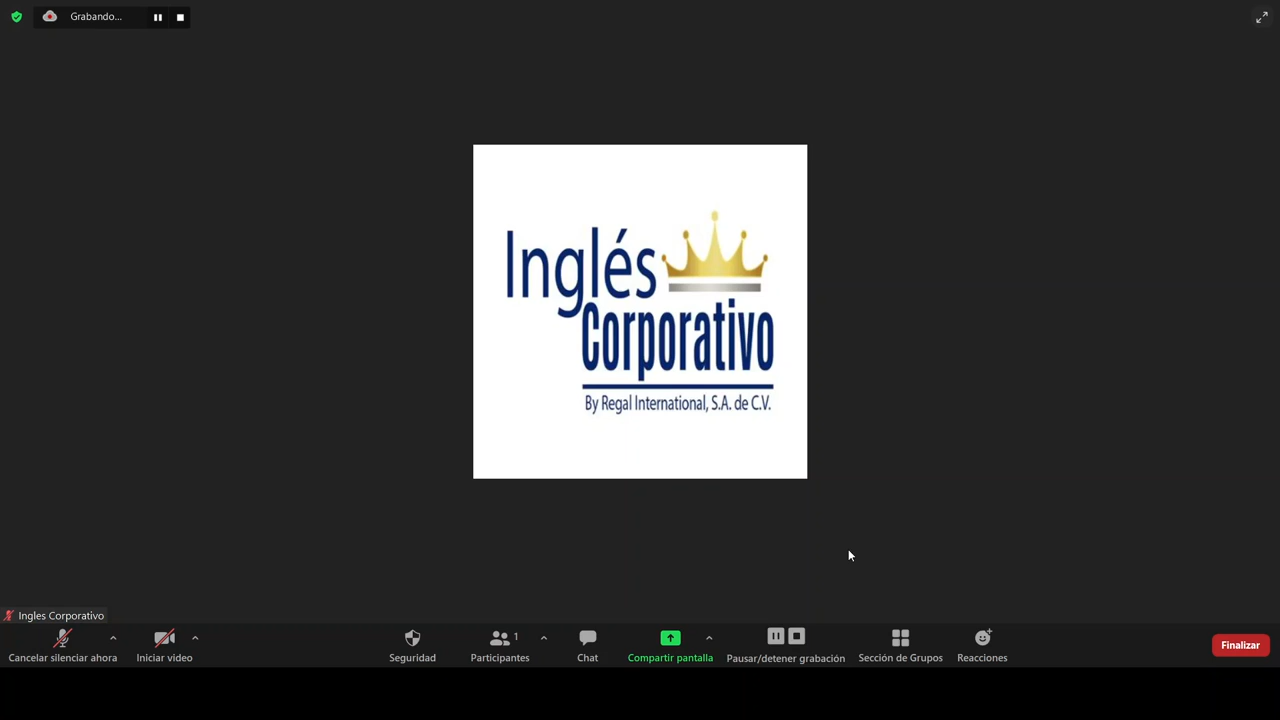 Grabando...
Inglés
Corporativo
By Regal International, S.A. de C.V.
Ingles Corporativo
Cancelar silenciar ahora
Iniciar video
Seguridad
1
Participantes
Chat
Compartir pantalla
Pausar/detener grabación
Sección de Grupos
Reacciones
Finalizar